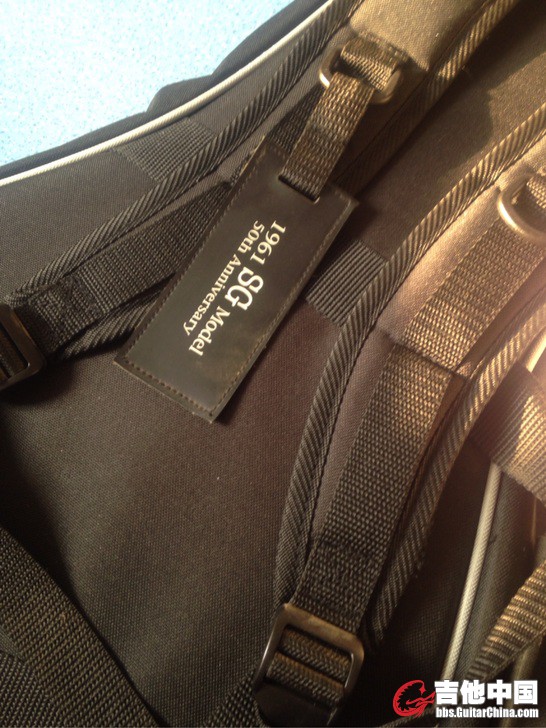 1961 SG Model
50th Anniversary
吉他中国
bbs.GuitarChina.com